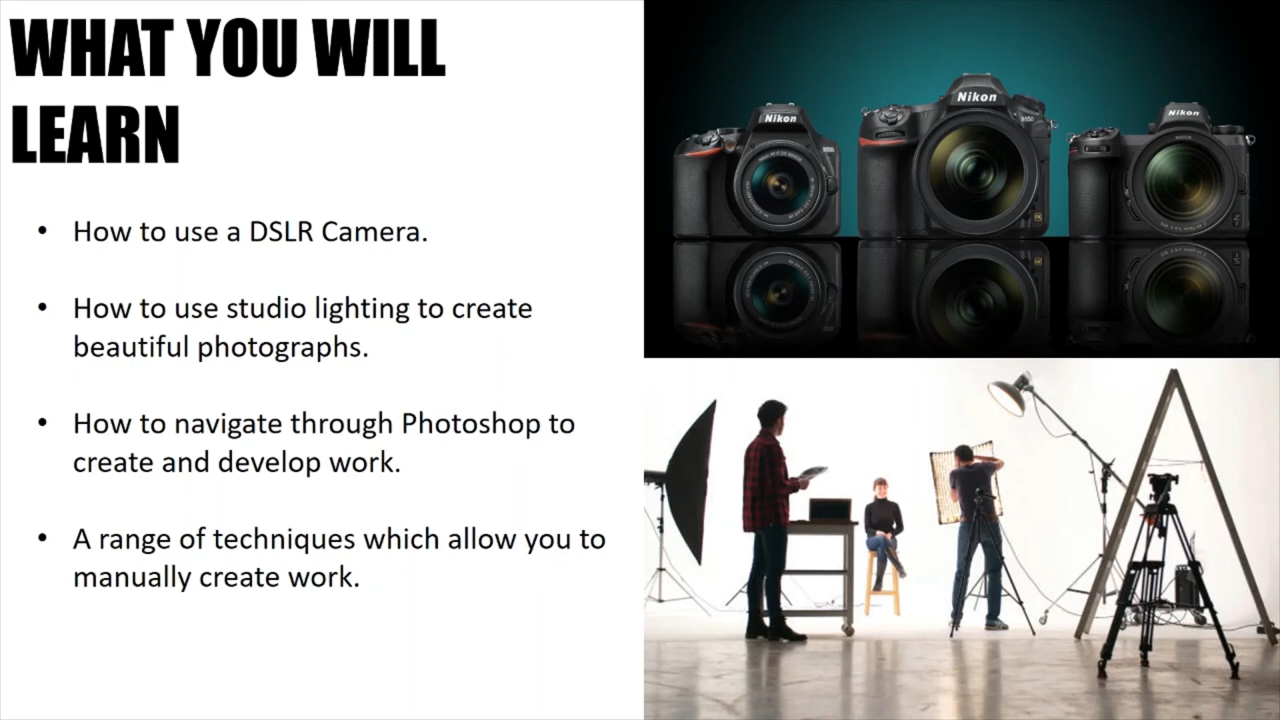 WHAT YOU WILL
LEARN
• How to use a DSLR Camera.
• How to use studio lighting to create
beautiful photographs.
• How to navigate through Photoshop to
create and develop work.
• A range of techniques which allow you to
manually create work.
Nikon
Nikon
Nikon
D850